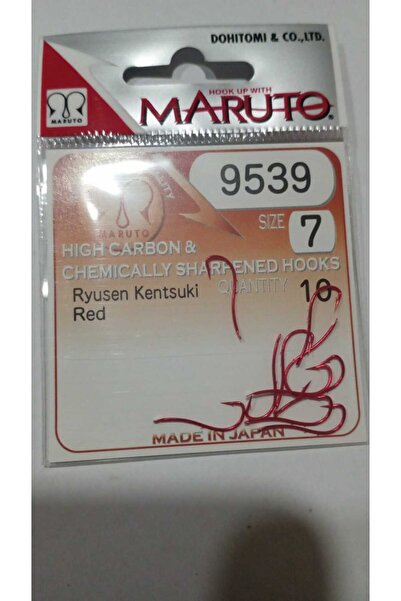 DOHITOMI & CO.,LTD.
HOOK UP WITH
MARUTO®
MARUTO
9539
SIZE 7
MARUTO
HIGH CARBON &
CHEMICALLY SHARPENED HOOKS
QUANTITY 10
Ryusen Kentsuki
Red
MADE IN JAPAN